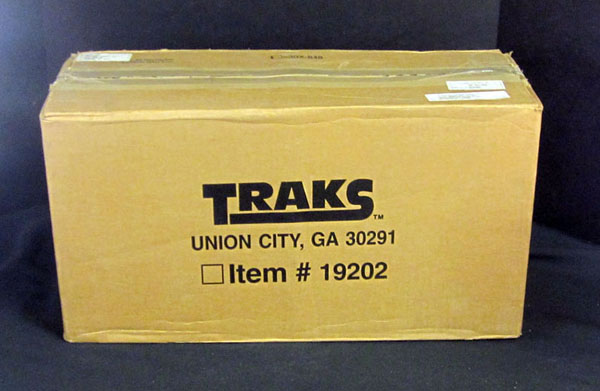 TRAKS™
UNION CITY, GA 30291
Item # 19202